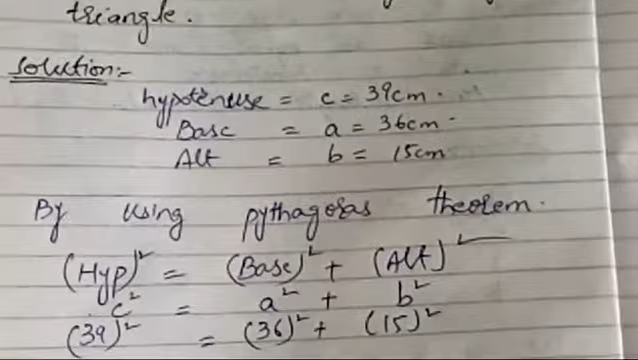 triangle.
Solution:-
hypotenuse = c = 39cm.
Base = a = 36cm.
Alt = b = 15cm
By using pythagoras theorem.
(Hyp)² = (Base)² + (Alt)²
c² = a² + b²
(39)² = (36)² + (15)²